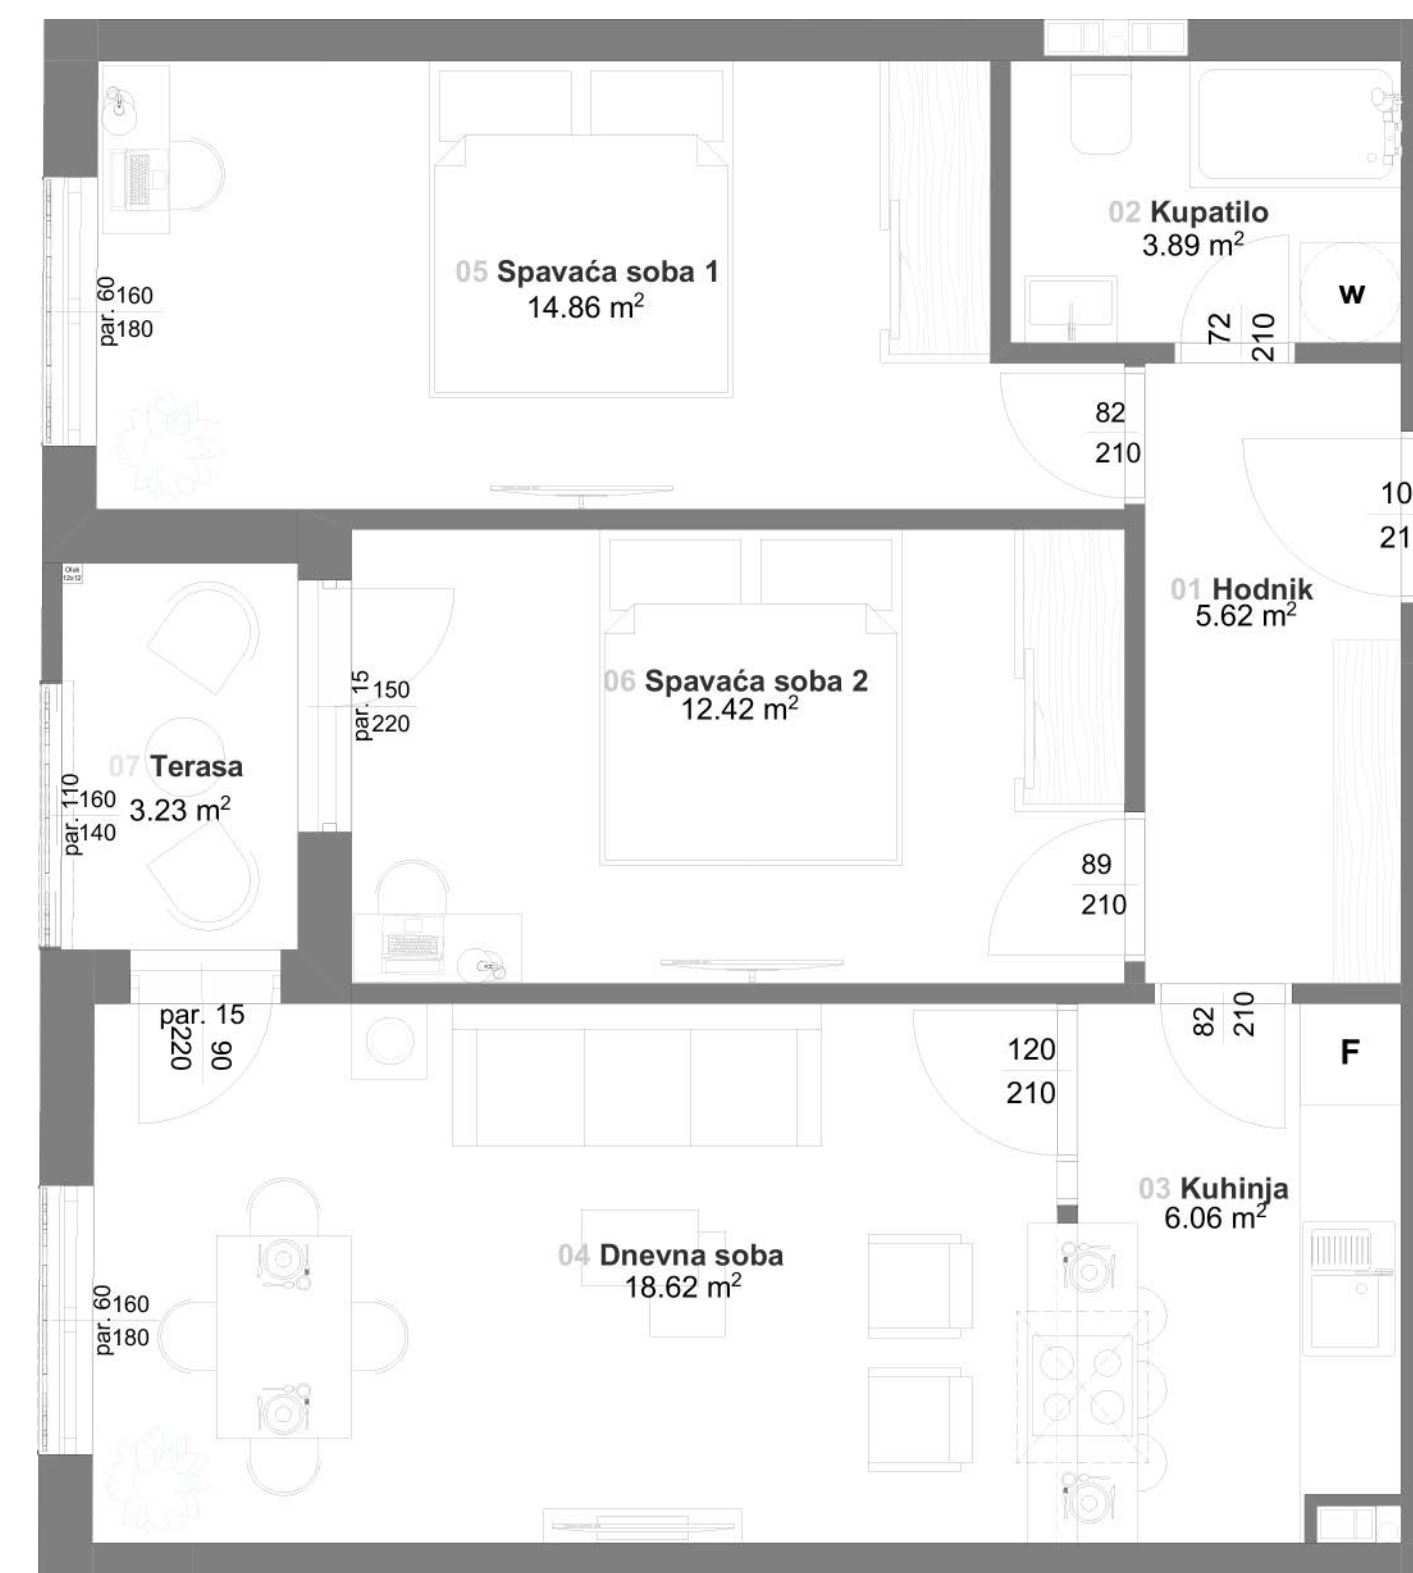 02 Kupatilo
3.89 m²
w
72
210
05 Spavaća soba 1
14.86 m²
par. 60
160
180
82
210
10
21
01 Hodnik
5.62 m²
Oluk
12x12
06 Spavaća soba 2
12.42 m²
par. 15
150
220
07 Terasa
3.23 m²
par. 110
160
140
89
210
par. 15
220
90
120
210
82
210
F
03 Kuhinja
6.06 m²
04 Dnevna soba
18.62 m²
par. 60
160
180